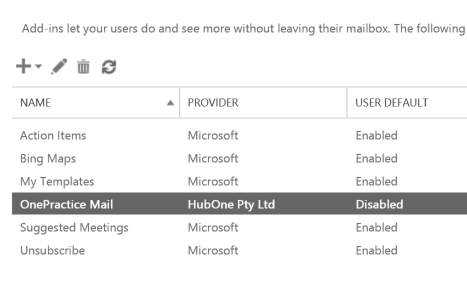 Add-ins let your users do and see more without leaving their mailbox. The following
NAME PROVIDER USER DEFAULT
Action Items Microsoft Enabled
Bing Maps Microsoft Enabled
My Templates Microsoft Enabled
OnePractice Mail HubOne Pty Ltd Disabled
Suggested Meetings Microsoft Enabled
Unsubscribe Microsoft Enabled